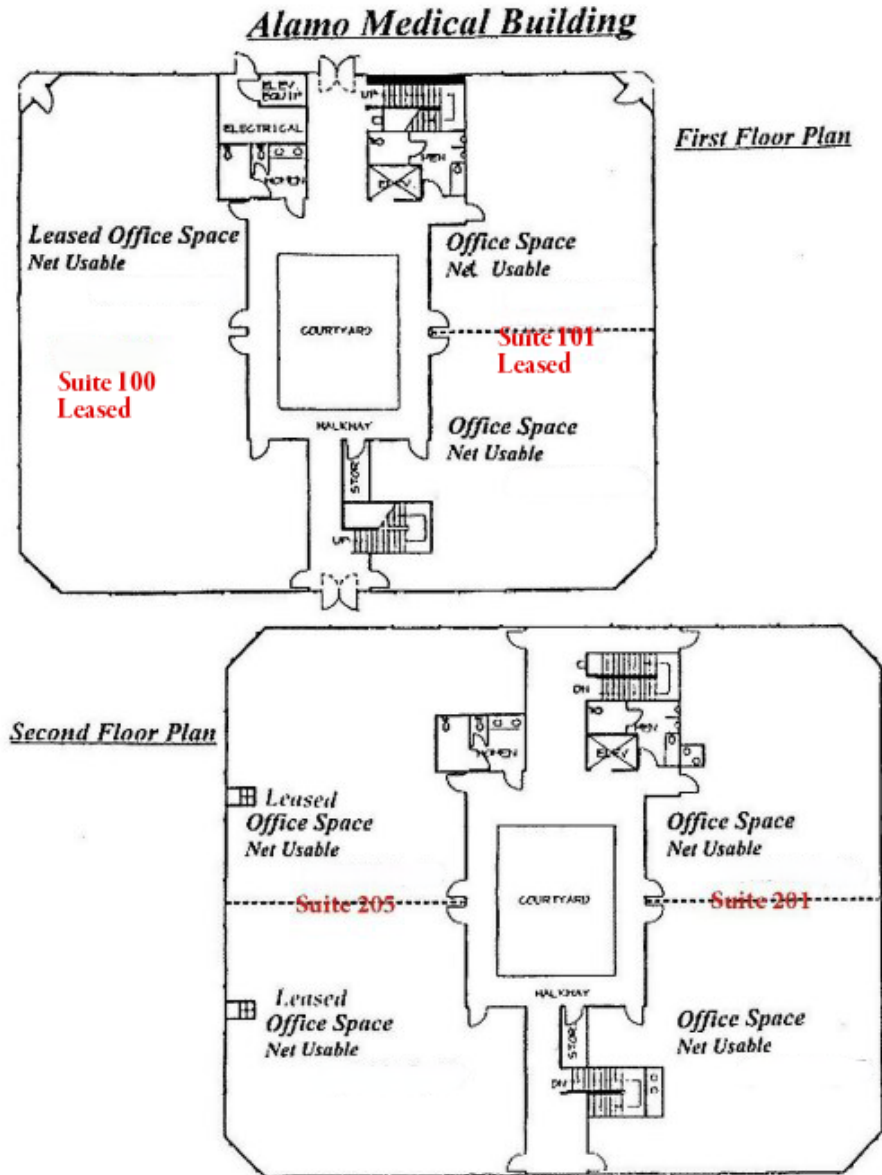 Alamo Medical Building
First Floor Plan
ELEV.
EQUIP
ELECTRICAL
WOMEN
UP
MEN
ELEV.
Leased Office Space
Net Usable
Office Space
Net Usable
COURTYARD
Suite 101
Leased
Suite 100
Leased
Office Space
Net Usable
WALKWAY
STOR
UP
Second Floor Plan
DN
WOMEN
MEN
ELEV
Leased
Office Space
Net Usable
Office Space
Net Usable
Suite 205
COURTYARD
Suite 201
Leased
Office Space
Net Usable
WALKWAY
Office Space
Net Usable
STOR
DN